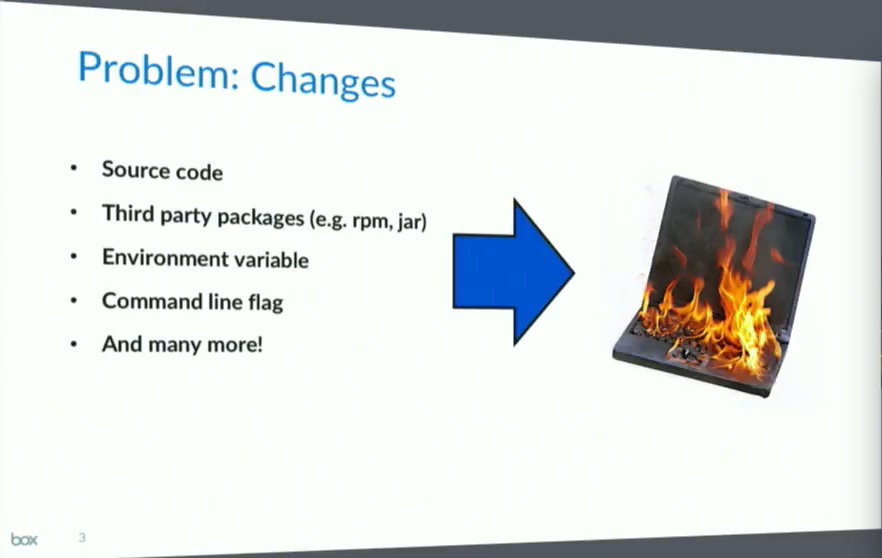 Problem: Changes
• Source code
• Third party packages (e.g. rpm, jar)
• Environment variable
• Command line flag
• And many more!
box
3